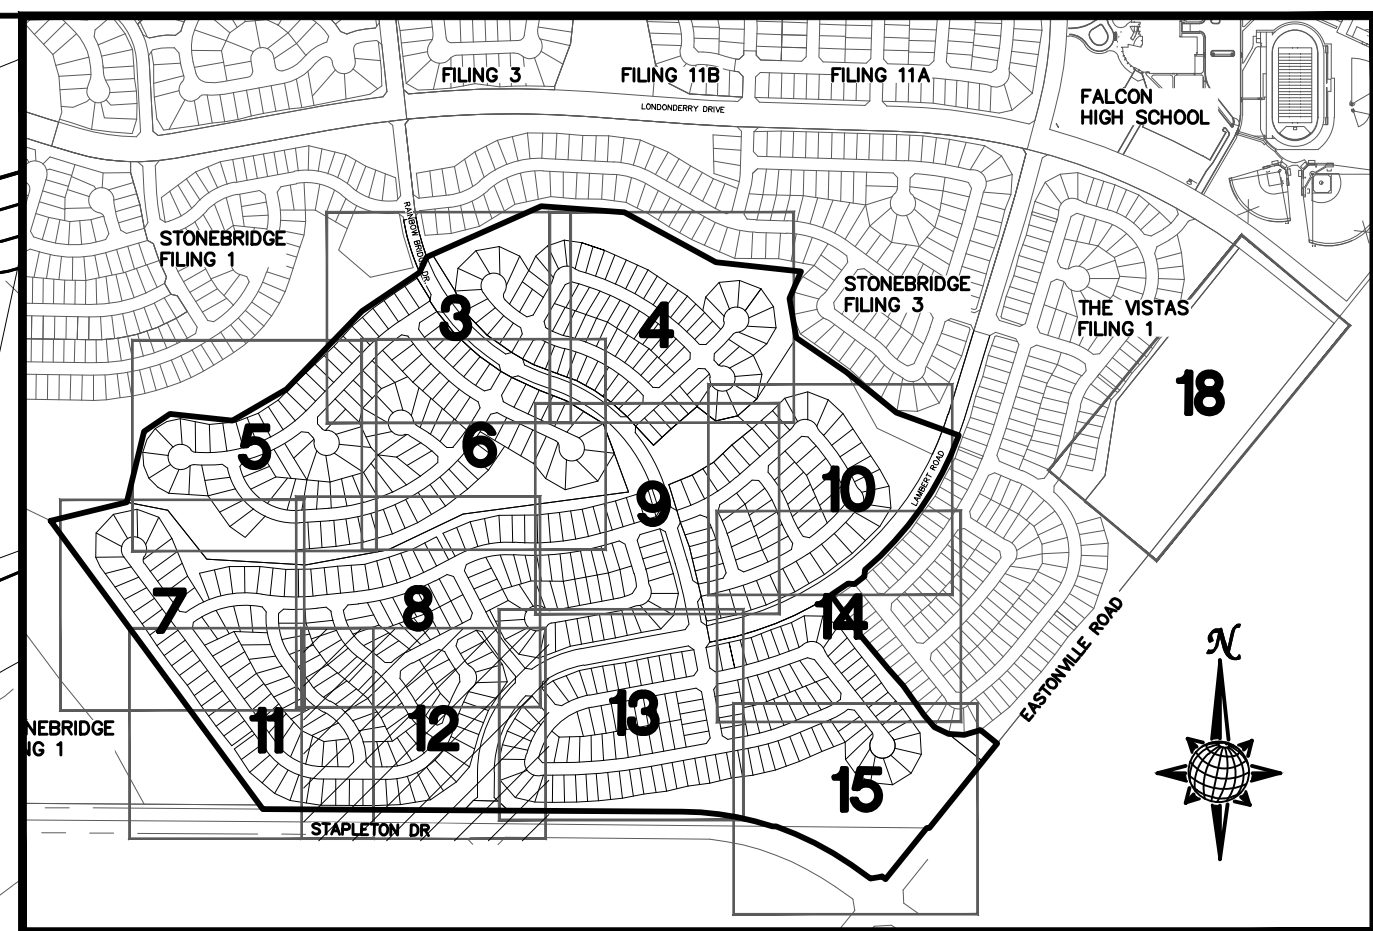 FILING 3
FILING 11B
FILING 11A
LONDONDERRY DRIVE
FALCON
HIGH SCHOOL
RAINBOW BRIDGE DR.
STONEBRIDGE
FILING 1
STONEBRIDGE
FILING 3
THE VISTAS
FILING 1
3
4
18
5
6
9
10
LAMBERT ROAD
7
8
14
EASTONVILLE ROAD
N
NEBRIDGE
NG 1
11
12
13
15
STAPLETON DR